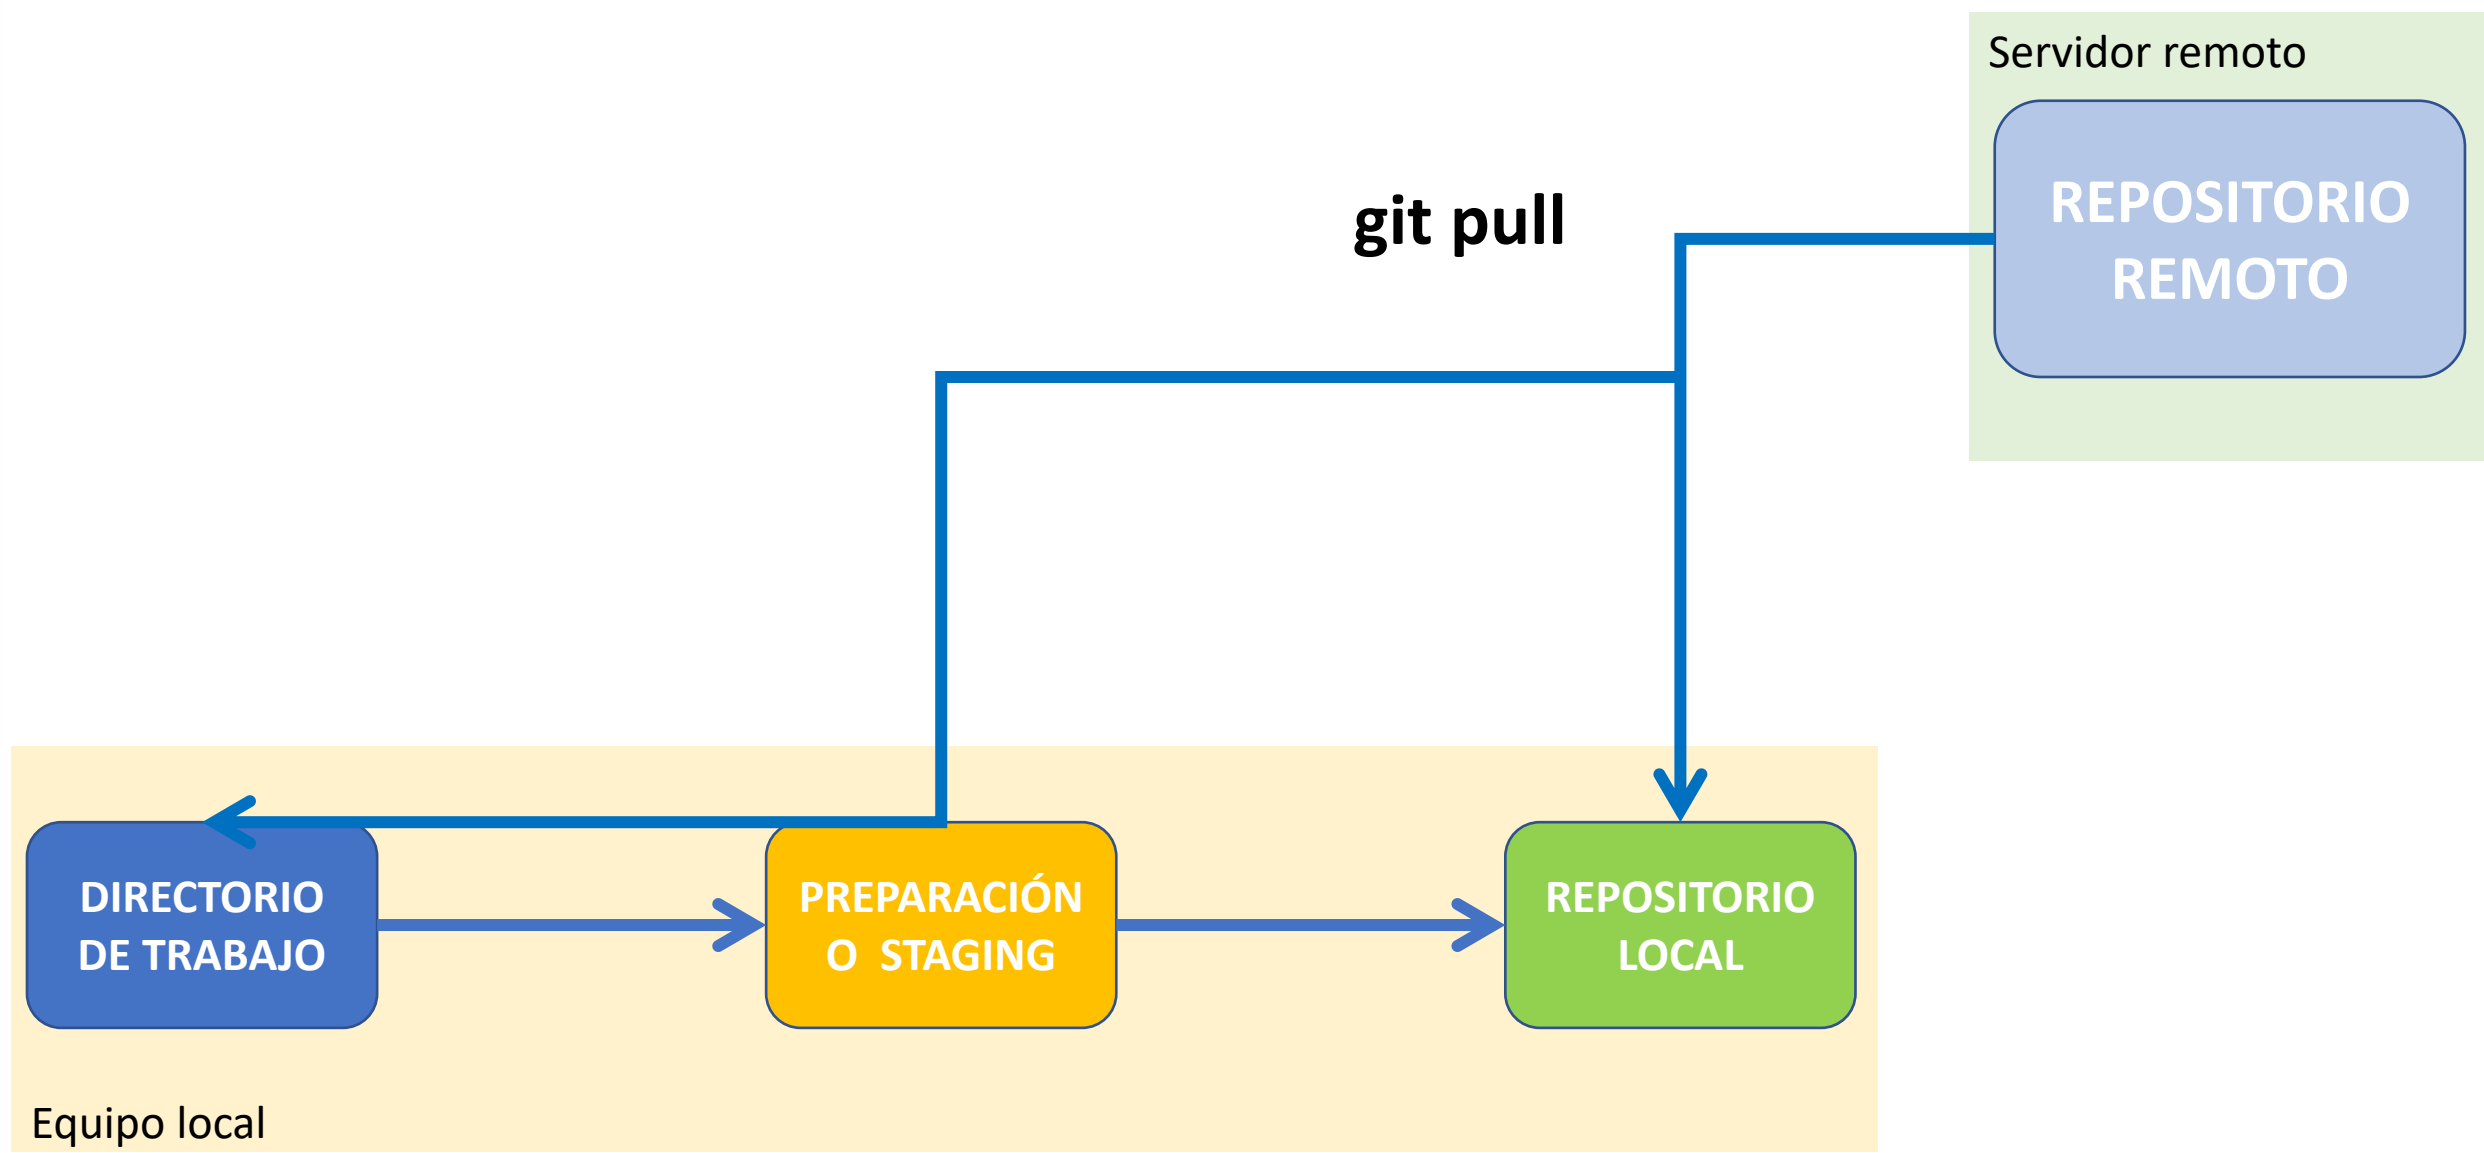 Servidor remoto
REPOSITORIO
REMOTO
git pull
DIRECTORIO
DE TRABAJO
PREPARACIÓN
O STAGING
REPOSITORIO
LOCAL
Equipo local